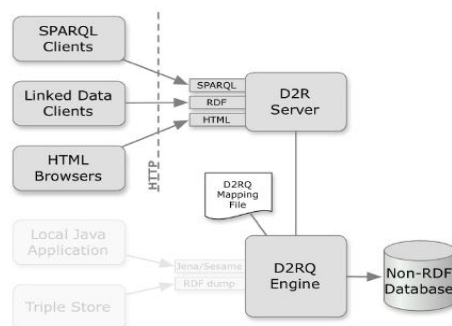 SPARQL
Clients
Linked Data
Clients
HTML
Browsers
HTTP
SPARQL
RDF
HTML
D2R
Server
D2RQ
Mapping
File
Local Java
Application
Triple Store
Jena/Sesame
RDF dump
D2RQ
Engine
Non-RDF
Database